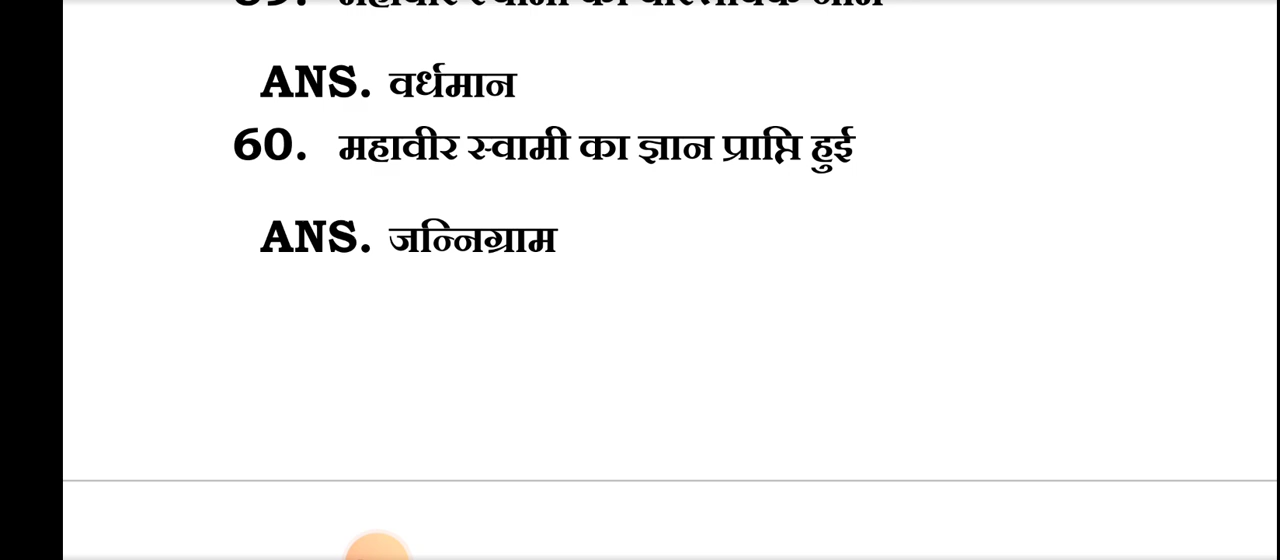 ANS. वर्धमान
60. महावीर स्वामी का ज्ञान प्राप्ति हुई
ANS. जन्निग्राम